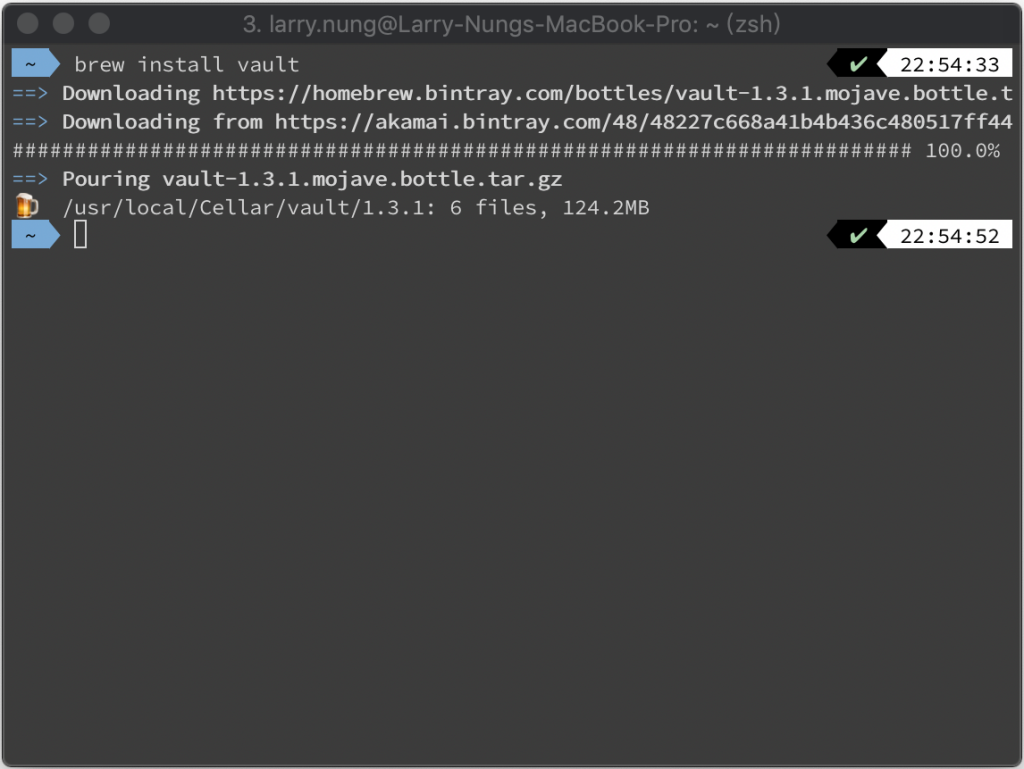 3. larry.nung@Larry-Nungs-MacBook-Pro: ~ (zsh)
~ brew install vault ✔ 22:54:33
==> Downloading https://homebrew.bintray.com/bottles/vault-1.3.1.mojave.bottle.t
==> Downloading from https://akamai.bintray.com/48/48227c668a41b4b436c480517ff44
######################################################################## 100.0%
==> Pouring vault-1.3.1.mojave.bottle.tar.gz
🍺 /usr/local/Cellar/vault/1.3.1: 6 files, 124.2MB
~ ✔ 22:54:52